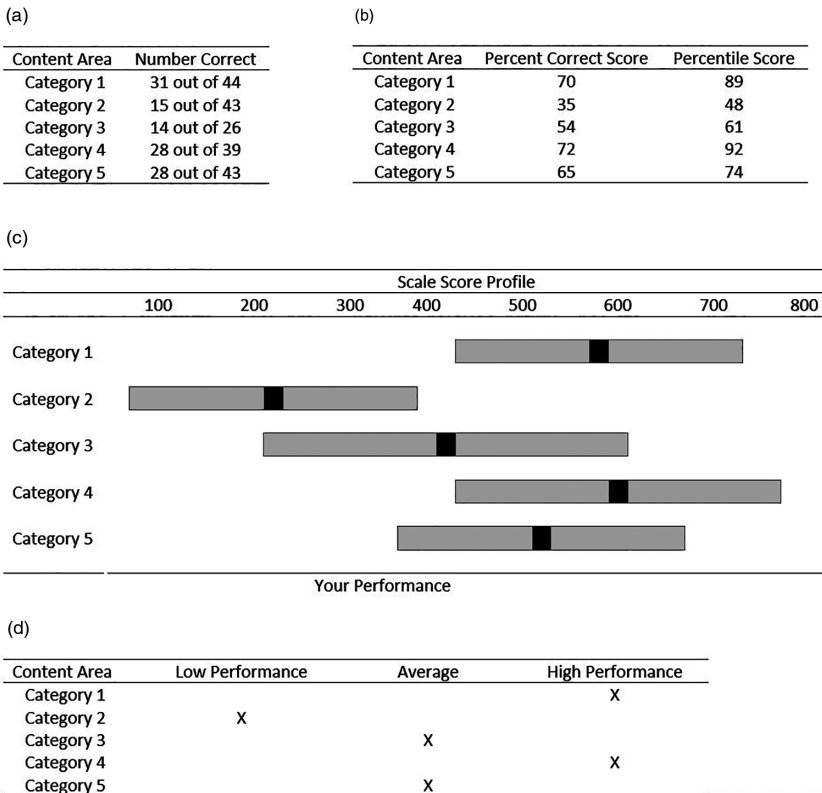 (a)
Content Area Number Correct
Category 1 31 out of 44
Category 2 15 out of 43
Category 3 14 out of 26
Category 4 28 out of 39
Category 5 28 out of 43
(b)
Content Area Percent Correct Score Percentile Score
Category 1 70 89
Category 2 35 48
Category 3 54 61
Category 4 72 92
Category 5 65 74
(c)
Scale Score Profile
100 200 300 400 500 600 700 800
Category 1
Category 2
Category 3
Category 4
Category 5
Your Performance
(d)
Content Area Low Performance Average High Performance
Category 1 X
Category 2 X
Category 3 X
Category 4 X
Category 5 X